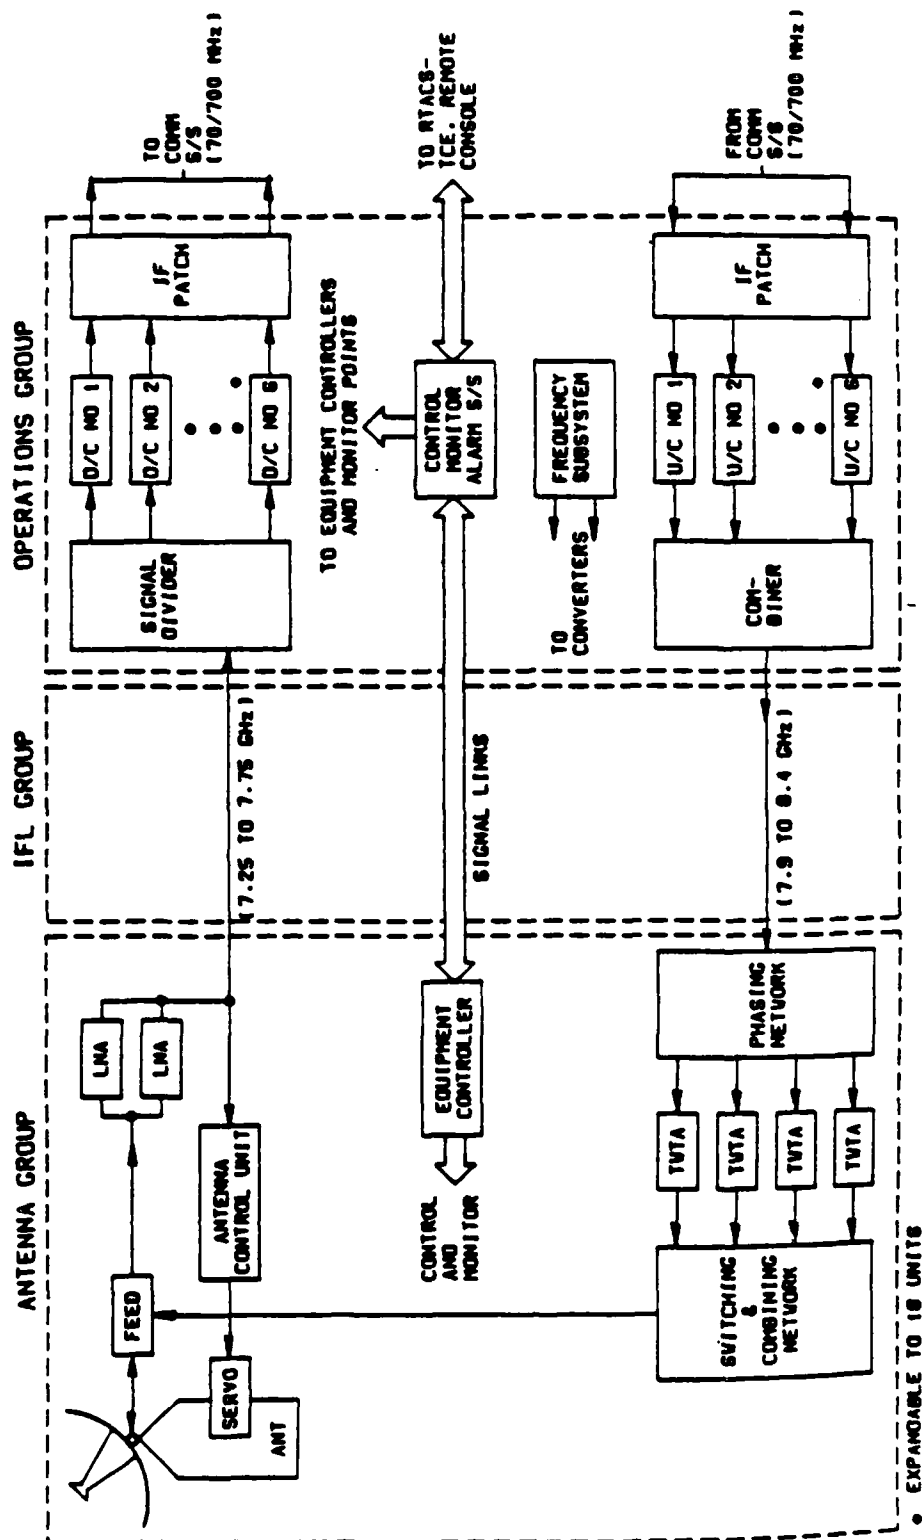 ANTENNA GROUP
IFL GROUP
OPERATIONS GROUP
FEED
LNA
LNA
ANTENNA
CONTROL UNIT
SERVO
ANT
(7.25 TO 7.75 GHz)
SIGNAL
DIVIDER
D/C NO 1
D/C NO 2
D/C NO 6
IF
PATCH
TO
COMM
S/S
(70/700 MHz)
TO EQUIPMENT CONTROLLERS
AND MONITOR POINTS
CONTROL
AND
MONITOR
EQUIPMENT
CONTROLLER
SIGNAL LINKS
CONTROL
MONITOR
ALARM S/S
TO RTACS-
TCE. REMOTE
CONSOLE
TO
CONVERTERS
FREQUENCY
SUBSYSTEM
SWITCHING
&
COMBINING
NETWORK
TWTA
TWTA
TWTA
TWTA
PHASING
NETWORK
(7.9 TO 8.4 GHz)
COM-
BINER
U/C NO 1
U/C NO 2
U/C NO 6
IF
PATCH
FROM
COMM
S/S
(70/700 MHz)
• EXPANDABLE TO 18 UNITS